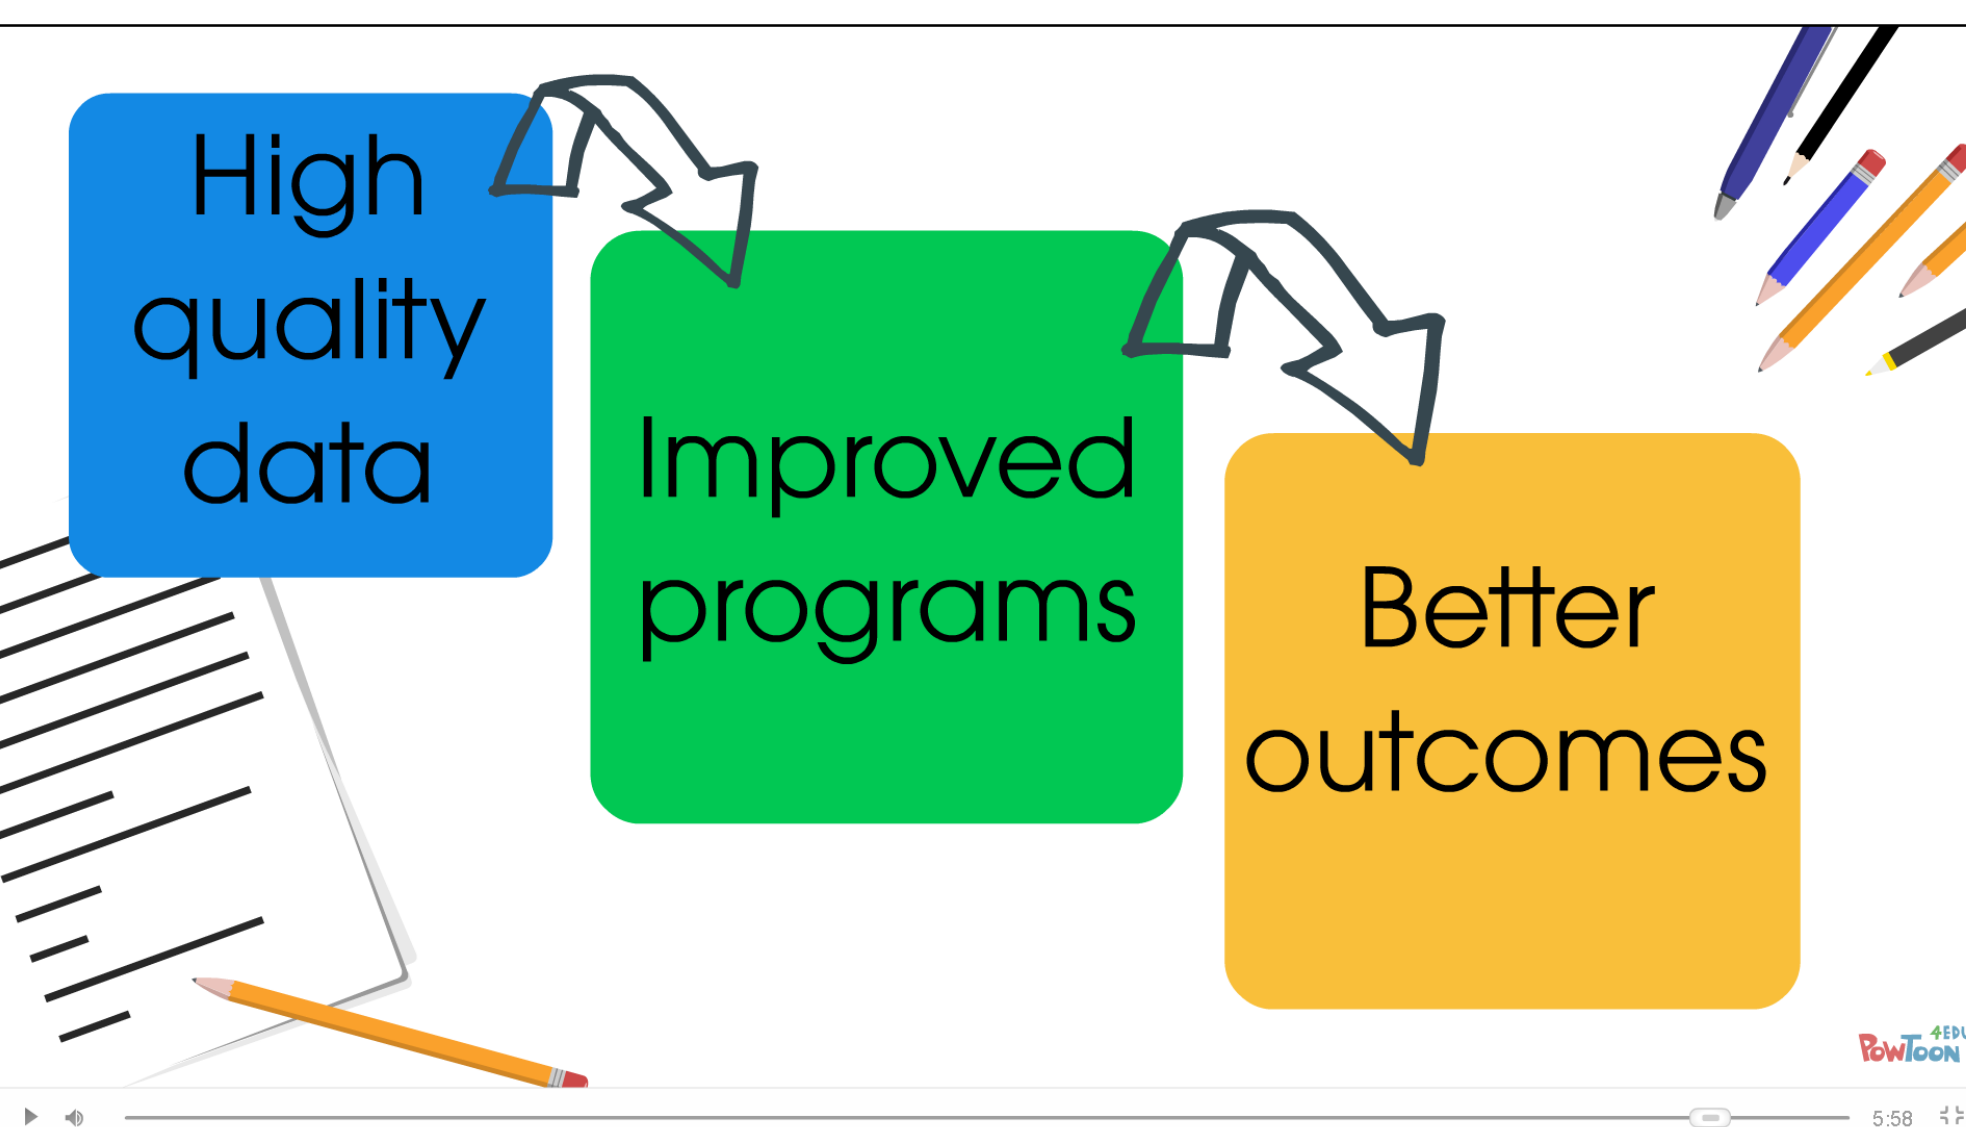 High
quality
data
Improved
programs
Better
outcomes
4EDU
POWTOON
5:58